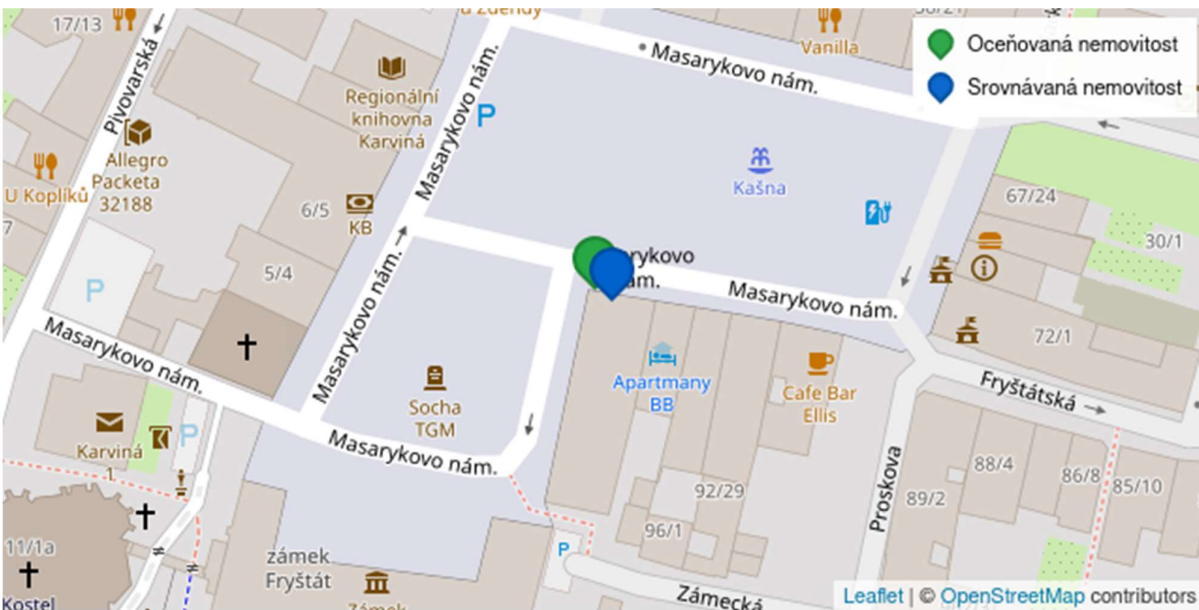 17/13
u Zdeňdy
Vanilla
Oceňovaná nemovitost
Srovnávaná nemovitost
Masarykovo nám.
Pivovarská
Regionální
knihovna
Karviná
Masarykovo nám.
P
Allegro
Packeta
32188
U Koplíků
Kašna
67/24
6/5
KB
30/1
5/4
rykovo
ám.
Masarykovo nám.
Masarykovo nám.
P
72/1
Masarykovo nám.
Apartmany
BB
Cafe Bar
Ellis
Fryštátská
Socha
TGM
Karviná
1
P
Masarykovo nám.
88/4
86/8
85/10
92/29
89/2
Proskova
96/1
11/1a
zámek
Fryštát
P
Zámecká
Kostel
Zámek
Leaflet | © OpenStreetMap contributors